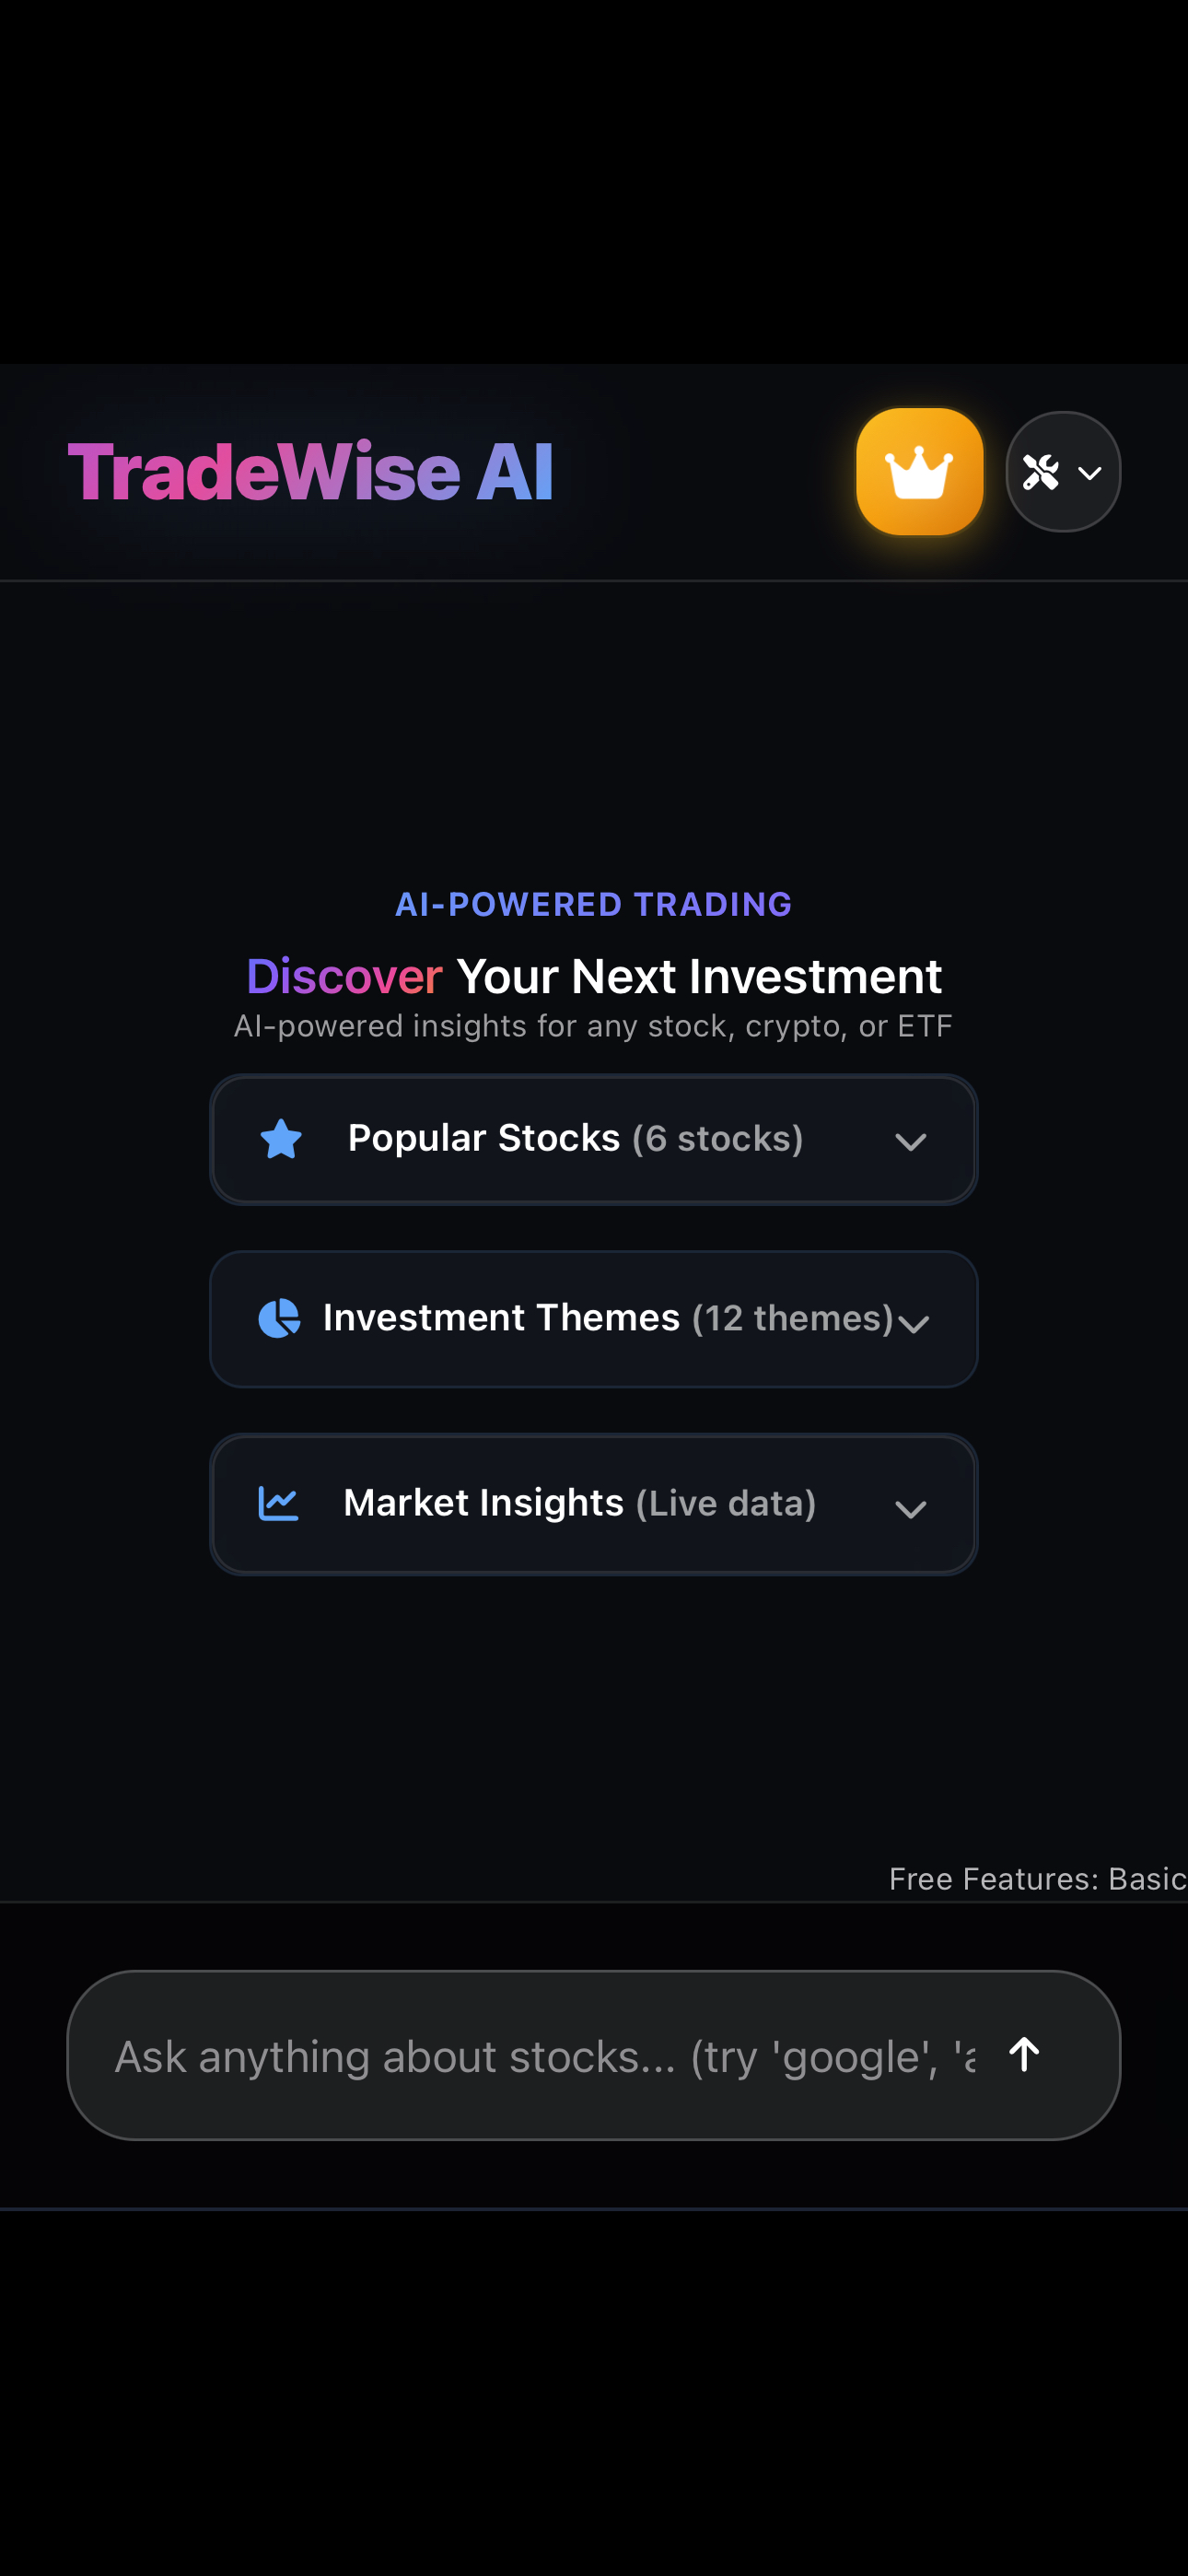 TradeWise AI
AI-POWERED TRADING
Discover Your Next Investment
AI-powered insights for any stock, crypto, or ETF
Popular Stocks (6 stocks)
Investment Themes (12 themes)
Market Insights (Live data)
Free Features: Basic
Ask anything about stocks... (try 'google', 'a